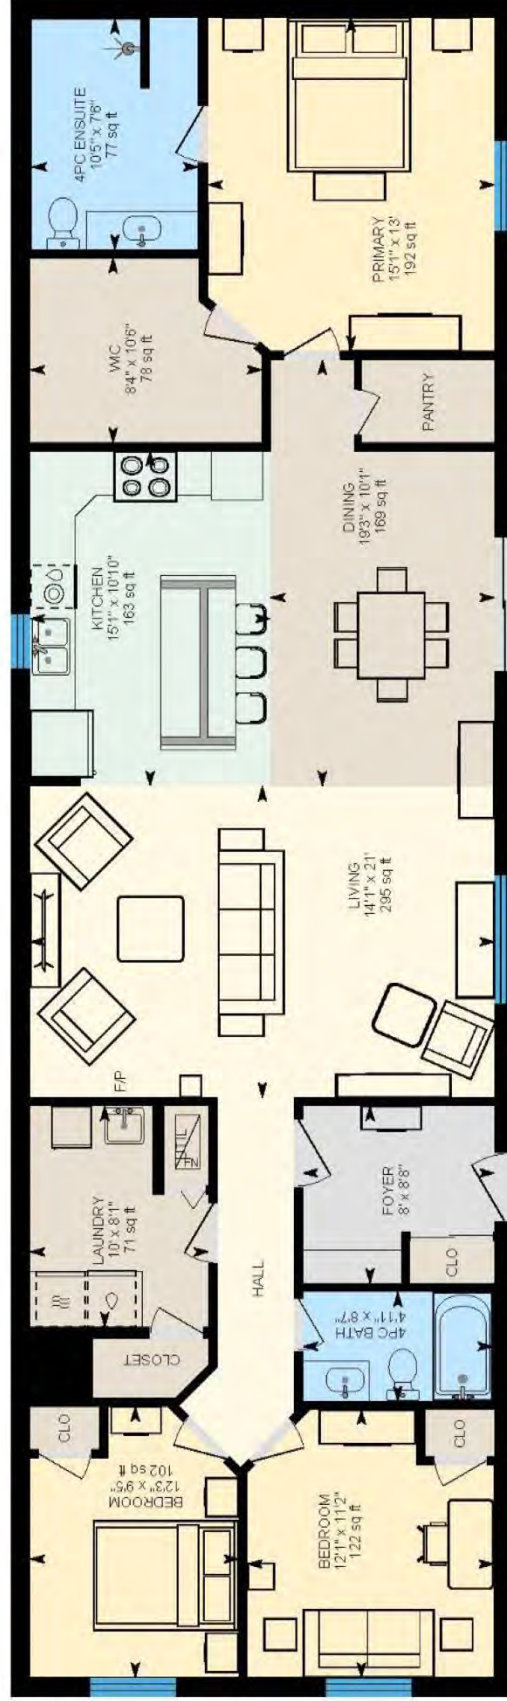 4PC ENSUITE
10'5" x 7'6"
77 sq ft
PRIMARY
15'1" x 13'
192 sq ft
WIC
8'4" x 10'6"
78 sq ft
PANTRY
KITCHEN
15'1" x 10'10"
163 sq ft
DINING
19'3" x 10'1"
169 sq ft
LIVING
14'1" x 21'
295 sq ft
F/P
LAUNDRY
10' x 8'1"
71 sq ft
UTIL
FN
FOYER
8' x 8'8"
CLO
HALL
CLOSET
4PC BATH
4'11" x 8'7"
CLO
BEDROOM
12'3" x 9'5"
102 sq ft
BEDROOM
12'1" x 11'2"
122 sq ft
CLO